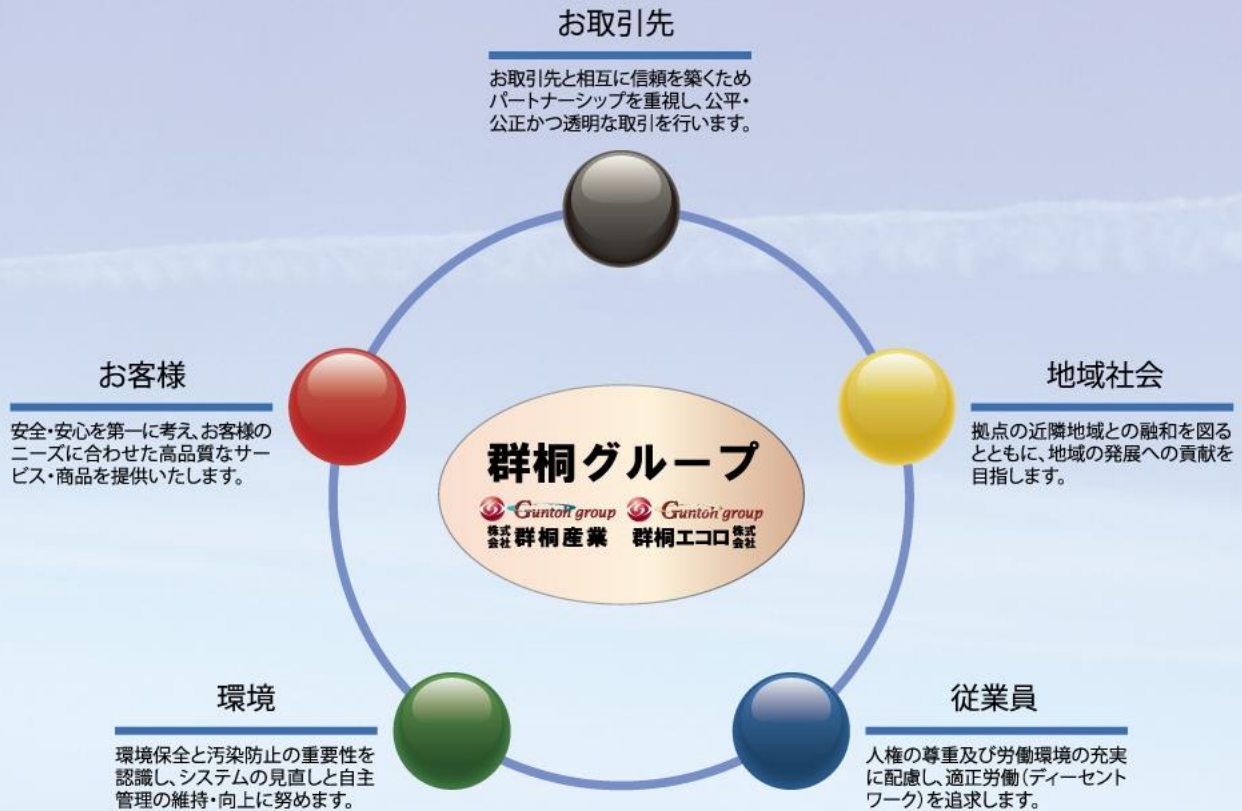 お取引先
お取引先と相互に信頼を築くため
パートナーシップを重視し、公平・
公正かつ透明な取引を行います。
お客様
安全・安心を第一に考え、お客様の
ニーズに合わせた高品質なサー
ビス・商品を提供いたします。
地域社会
拠点の近隣地域との融和を図る
とともに、地域の発展への貢献を
目指します。
群桐グループ
Guntoh group Guntoh group
株式会社 群桐産業 群桐エコロ 株式会社
環境
環境保全と汚染防止の重要性を
認識し、システムの見直しと自主
管理の維持・向上に努めます。
従業員
人権の尊重及び労働環境の充実
に配慮し、適正労働(ディーセント
ワーク)を追求します。